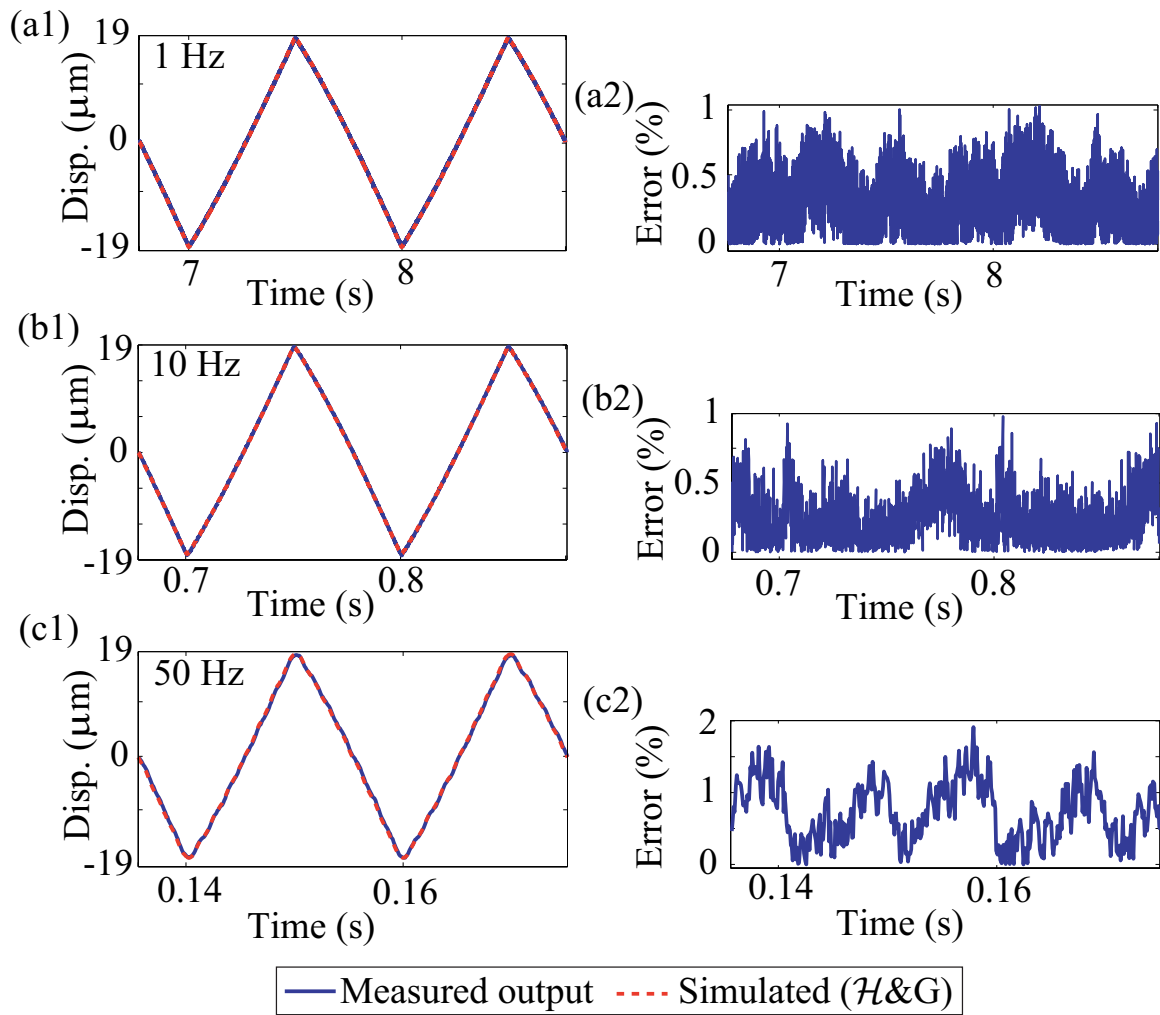 (a1)
19
0
-19
Disp. (μm)
1 Hz
7
8
Time (s)
(a2)
1
0.5
0
Error (%)
7
8
Time (s)
(b1)
19
0
-19
Disp. (μm)
10 Hz
0.7
0.8
Time (s)
(b2)
1
0.5
0
Error (%)
0.7
0.8
Time (s)
(c1)
19
0
-19
Disp. (μm)
50 Hz
0.14
0.16
Time (s)
(c2)
2
1
0
Error (%)
0.14
0.16
Time (s)
Measured output
Simulated (ℋ&G)